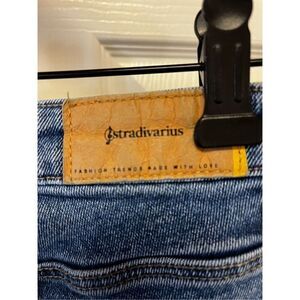 stradivarius
FASHION TRENDS MADE WITH LOVE